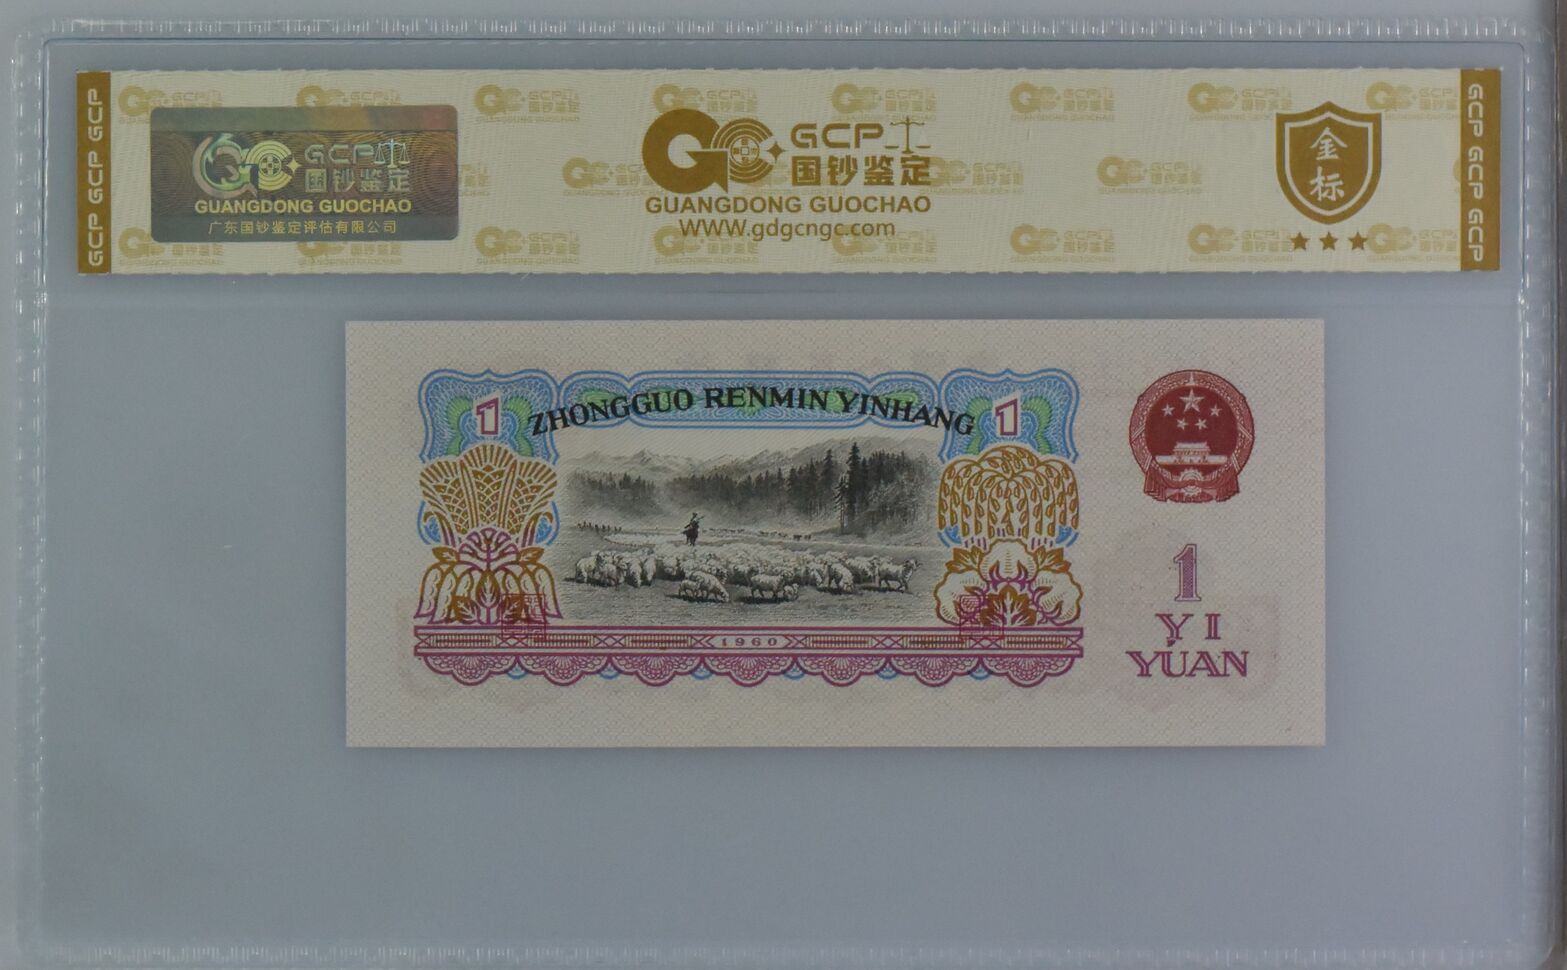 GCP GCP GCP
GCP
国钞鉴定
GUANGDONG GUOCHAO
广东国钞鉴定评估有限公司
GCP
国钞鉴定
GUANGDONG GUOCHAO
www.gdgcngc.com
金标
GCP GCP GCP
1
ZHONGGUO RENMIN YINHANG
1
1960
1
YI
YUAN